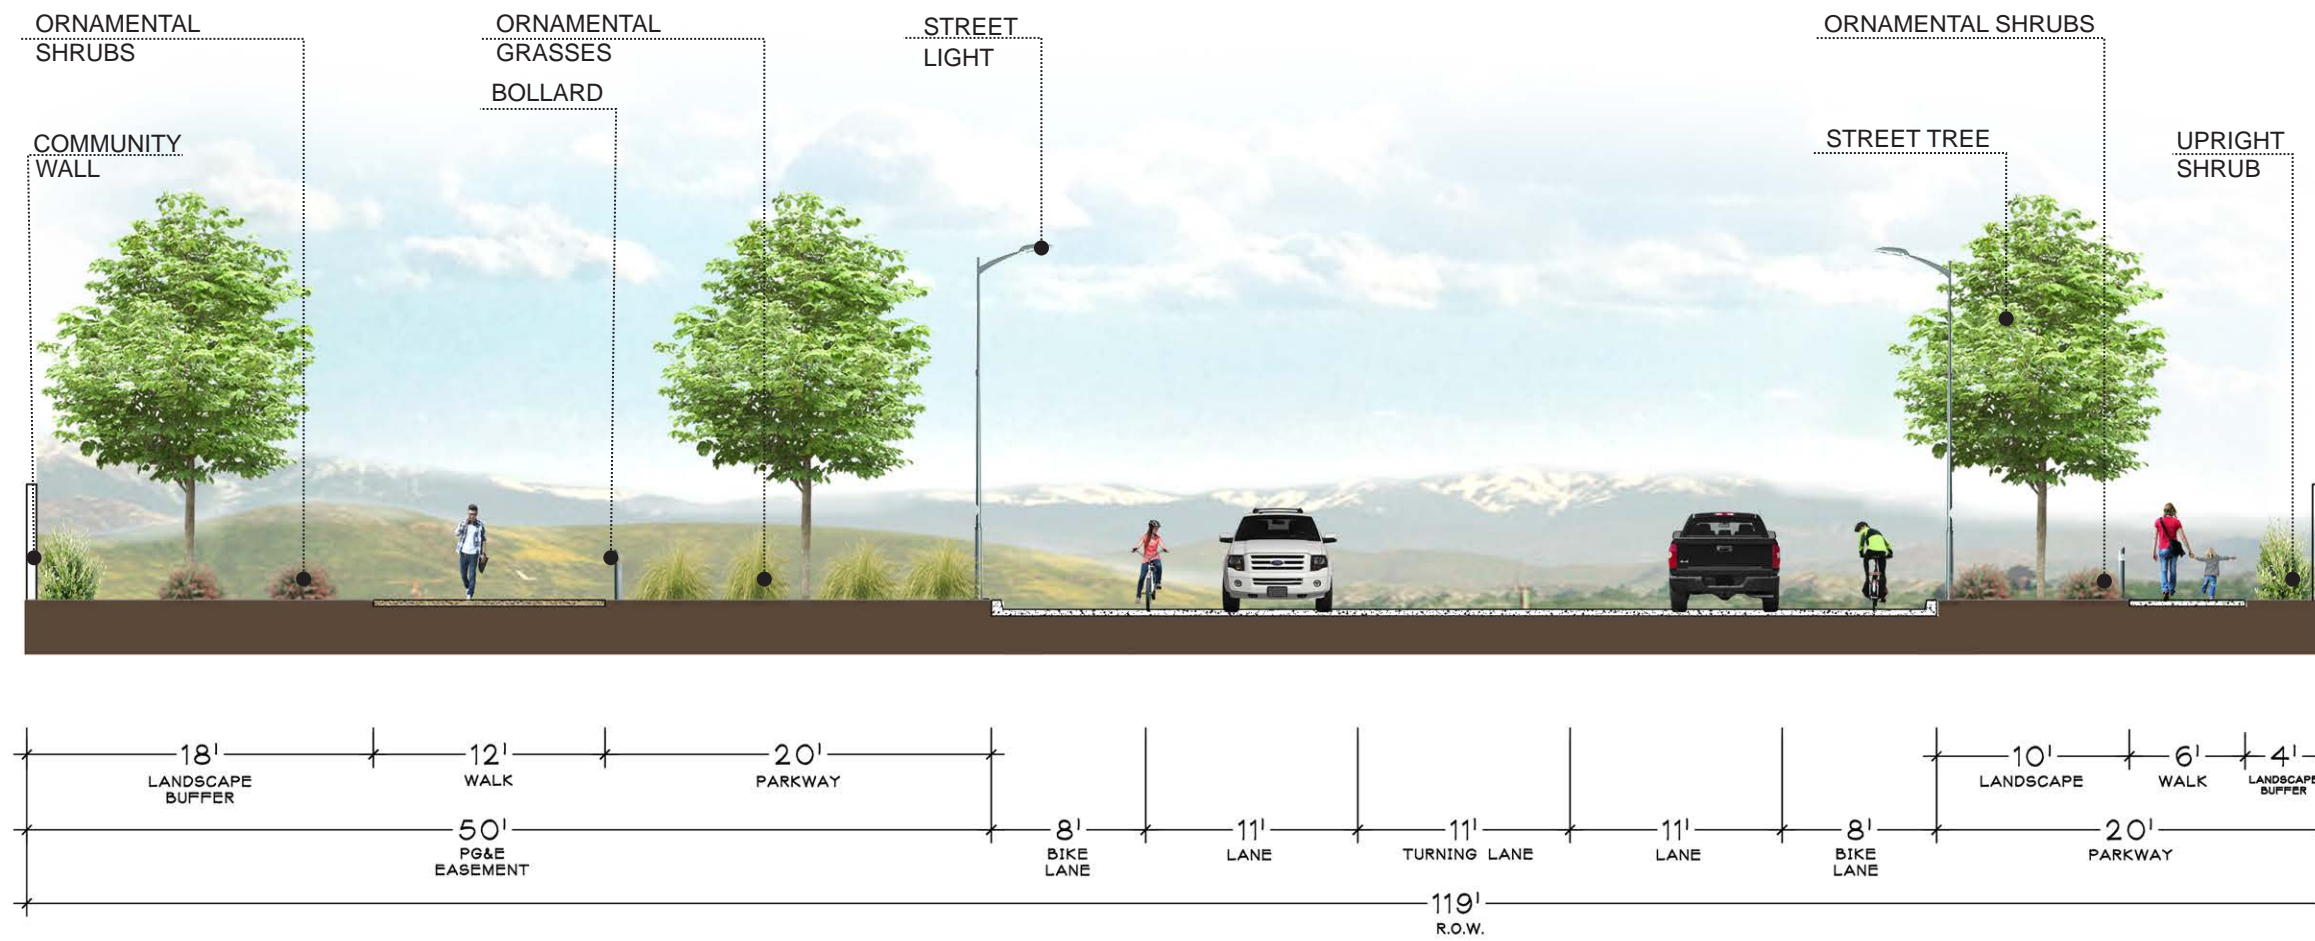 ORNAMENTAL
SHRUBS
ORNAMENTAL
GRASSES
STREET
LIGHT
ORNAMENTAL SHRUBS
BOLLARD
COMMUNITY
WALL
STREET TREE
UPRIGHT
SHRUB
18'
LANDSCAPE
BUFFER
12'
WALK
20'
PARKWAY
10'
LANDSCAPE
6'
WALK
4'
LANDSCAPE
BUFFER
50'
PG&E
EASEMENT
8'
BIKE
LANE
11'
LANE
11'
TURNING LANE
11'
LANE
8'
BIKE
LANE
20'
PARKWAY
119'
R.O.W.